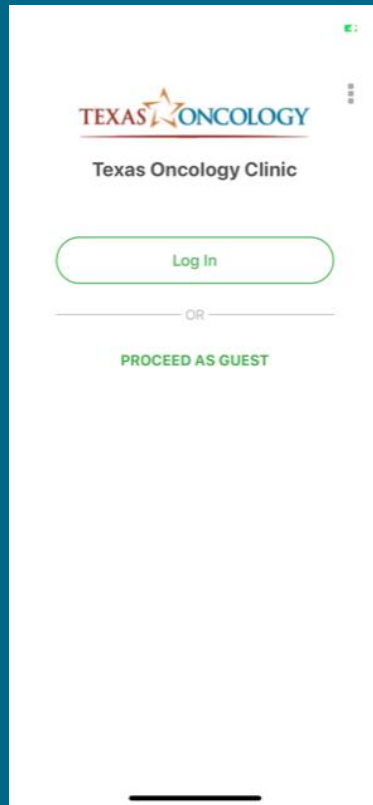 TEXAS ONCOLOGY
Texas Oncology Clinic
Log In
OR
PROCEED AS GUEST